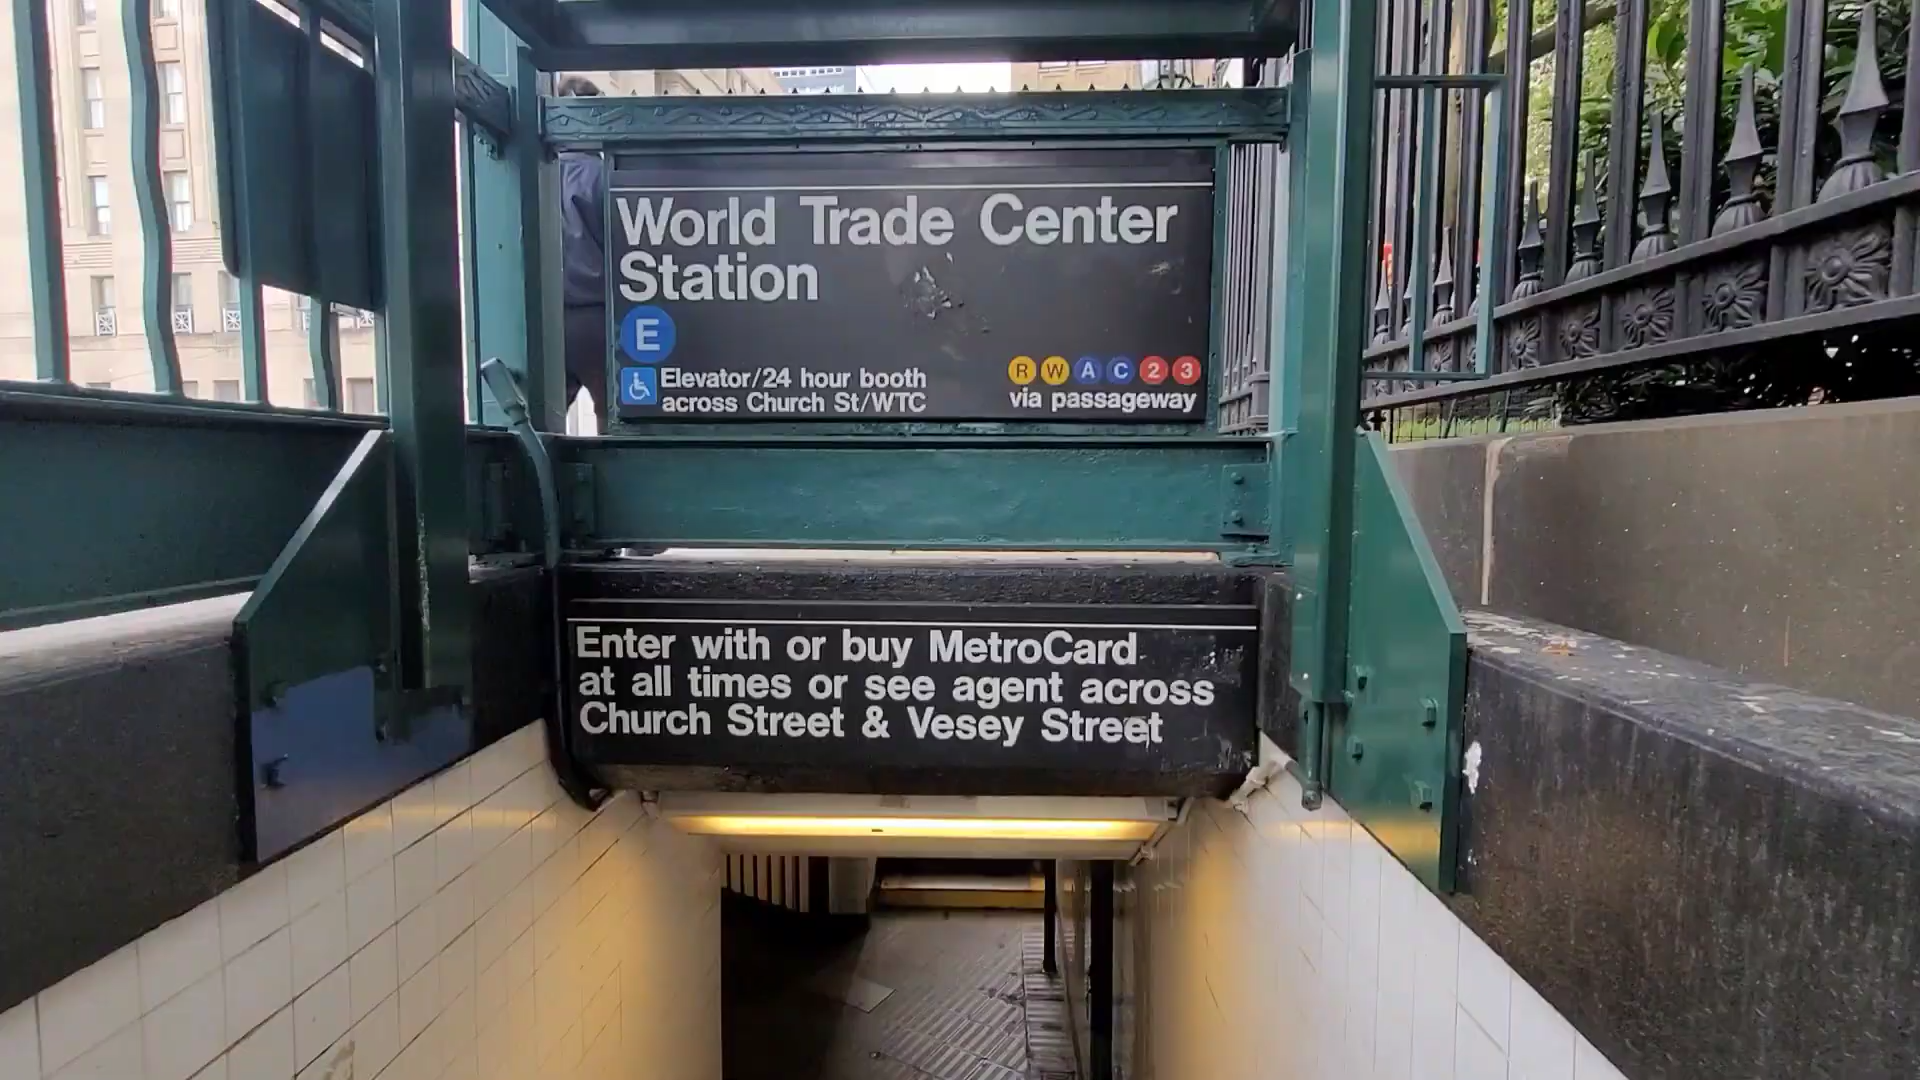 World Trade Center
Station
E
Elevator/24 hour booth
across Church St/WTC
R W A C 2 3
via passageway
Enter with or buy MetroCard
at all times or see agent across
Church Street & Vesey Street